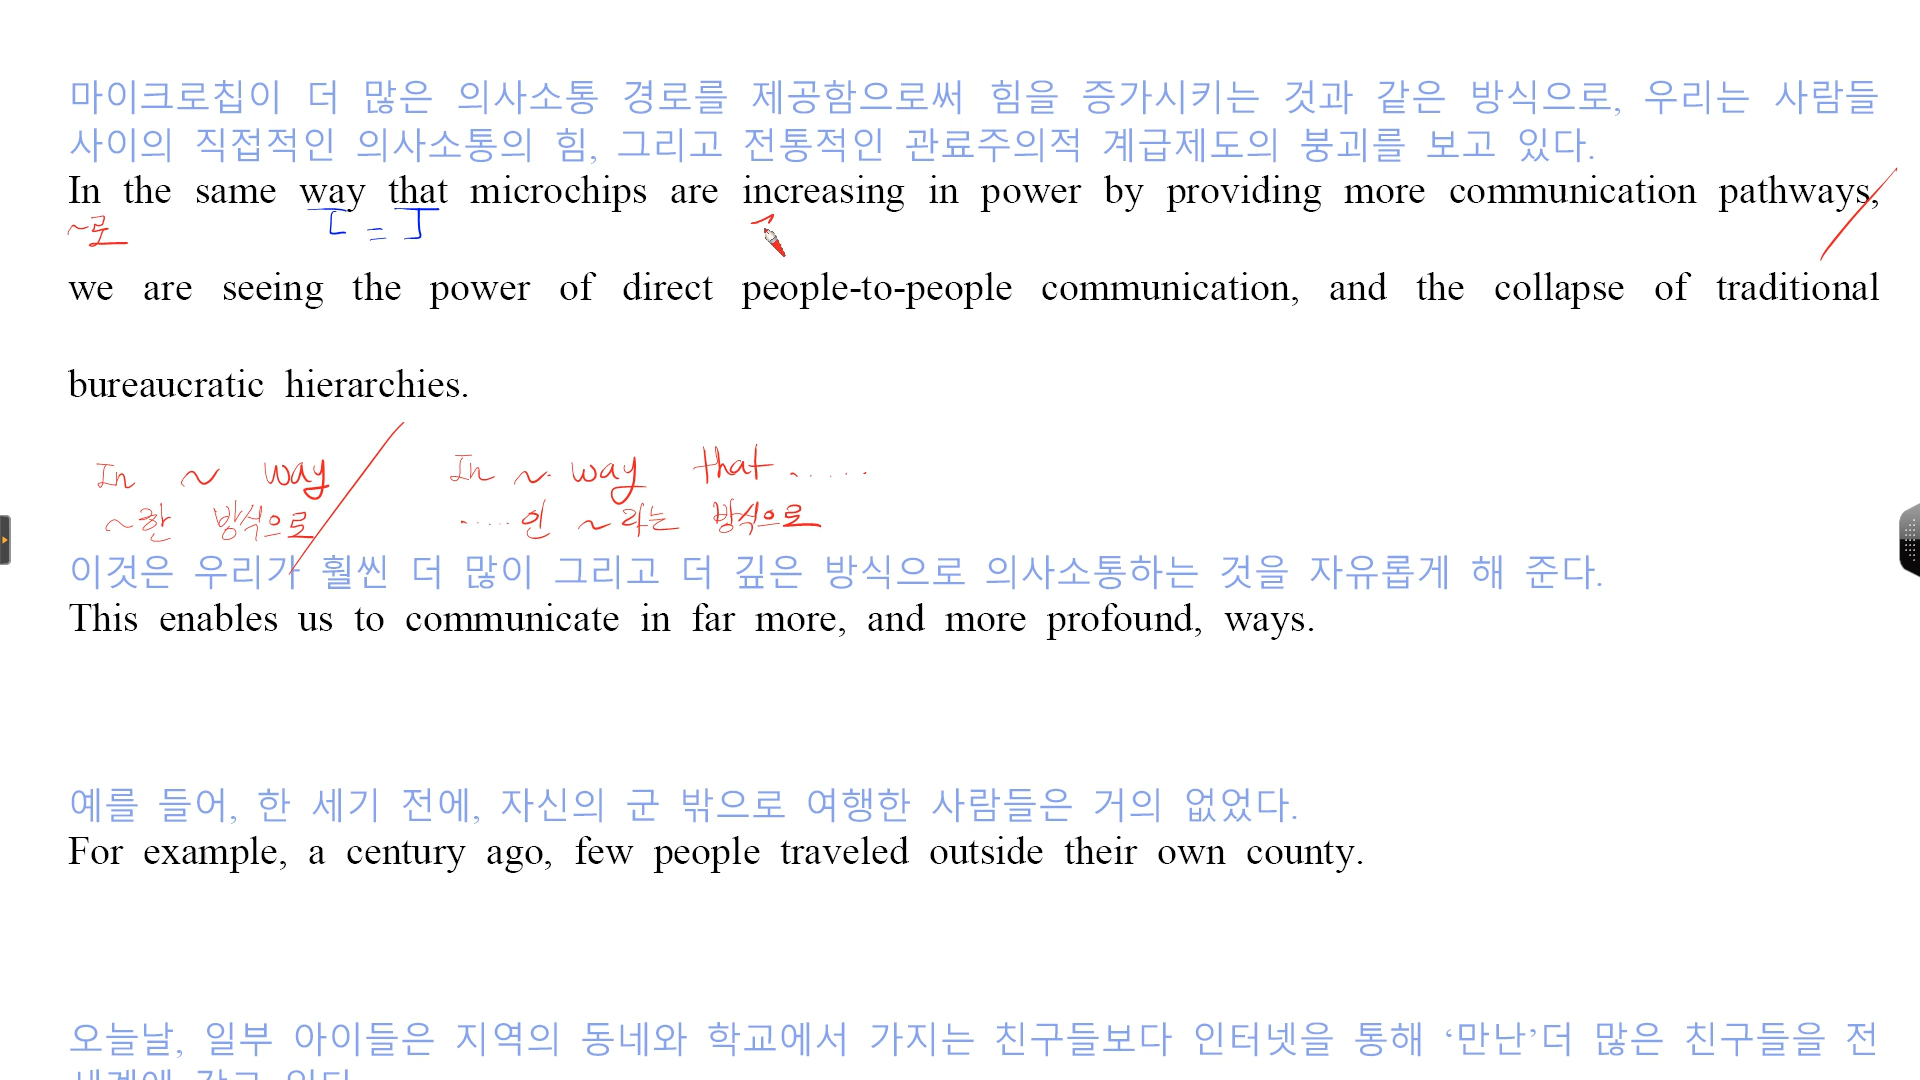 마이크로칩이 더 많은 의사소통 경로를 제공함으로써 힘을 증가시키는 것과 같은 방식으로, 우리는 사람들
사이의 직접적인 의사소통의 힘, 그리고 전통적인 관료주의적 계급제도의 붕괴를 보고 있다.
In the same way that microchips are increasing in power by providing more communication pathways,
~로 [ = ]
we are seeing the power of direct people-to-people communication, and the collapse of traditional
bureaucratic hierarchies.
In ~ way In ~ way that ......
~한 방식으로 ......인 ~라는 방식으로
이것은 우리가 훨씬 더 많이 그리고 더 깊은 방식으로 의사소통하는 것을 자유롭게 해 준다.
This enables us to communicate in far more, and more profound, ways.
예를 들어, 한 세기 전에, 자신의 군 밖으로 여행한 사람들은 거의 없었다.
For example, a century ago, few people traveled outside their own county.
오늘날, 일부 아이들은 지역의 동네와 학교에서 가지는 친구들보다 인터넷을 통해 ‘만난’더 많은 친구들을 전